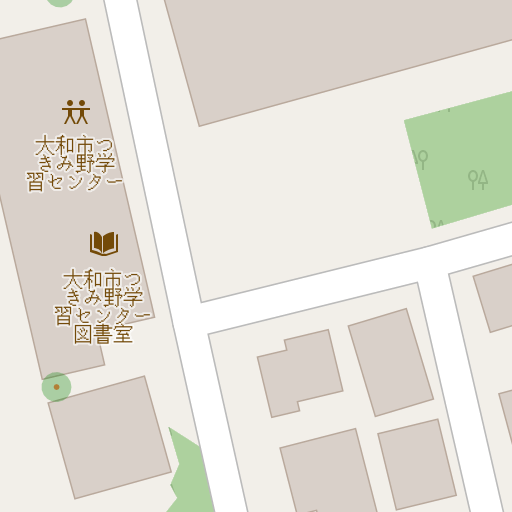 大和市つ
きみ野学
習センター
大和市つ
きみ野学
習センター
図書室